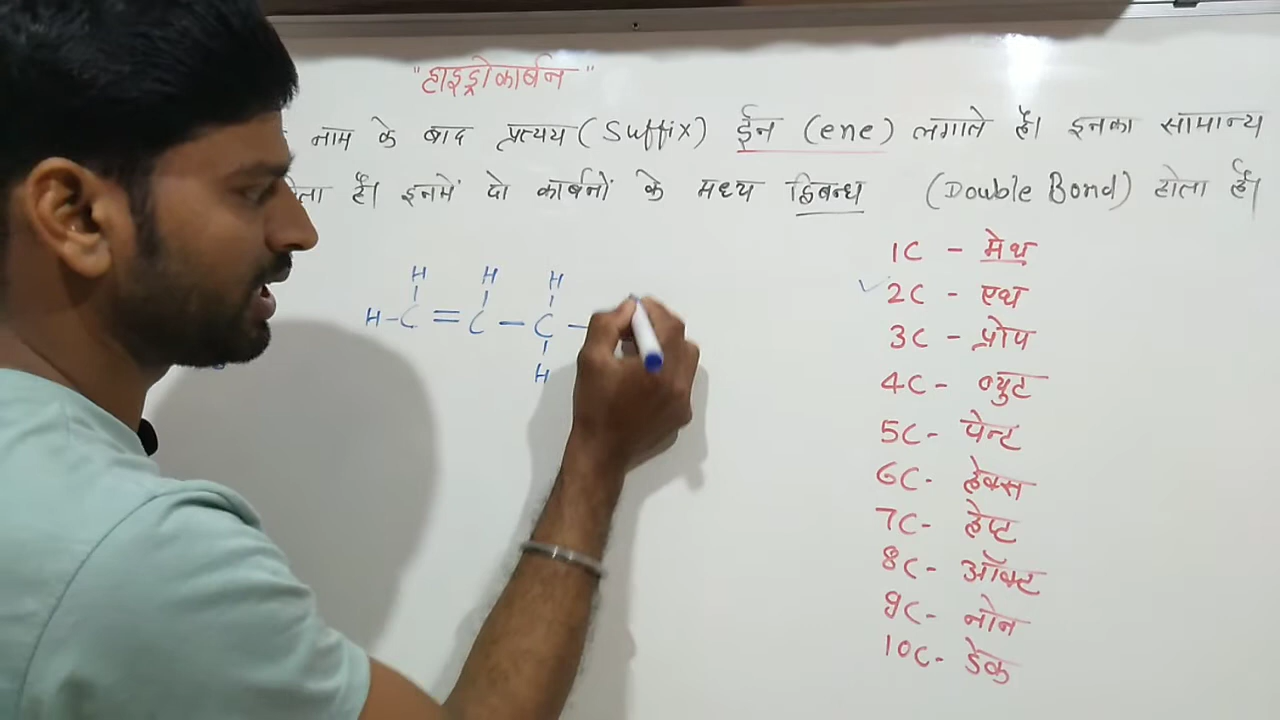 "हाइड्रोकार्बन"
नाम के बाद प्रत्यय (Suffix) ईन (ene) लगाते है। इनका सामान्य
है। इनमें दो कार्बनों के मध्य द्विबन्ध (Double Bond) होता है।
H H H
H-C=C-C-
H
1C - मेथ
2C - एथ
3C - प्रोप
4C - ब्युट
5C- पेन्ट
6C- हेक्स
7C- हेप्ट
8C- ऑक्ट
9C- नोन
10C- डेक